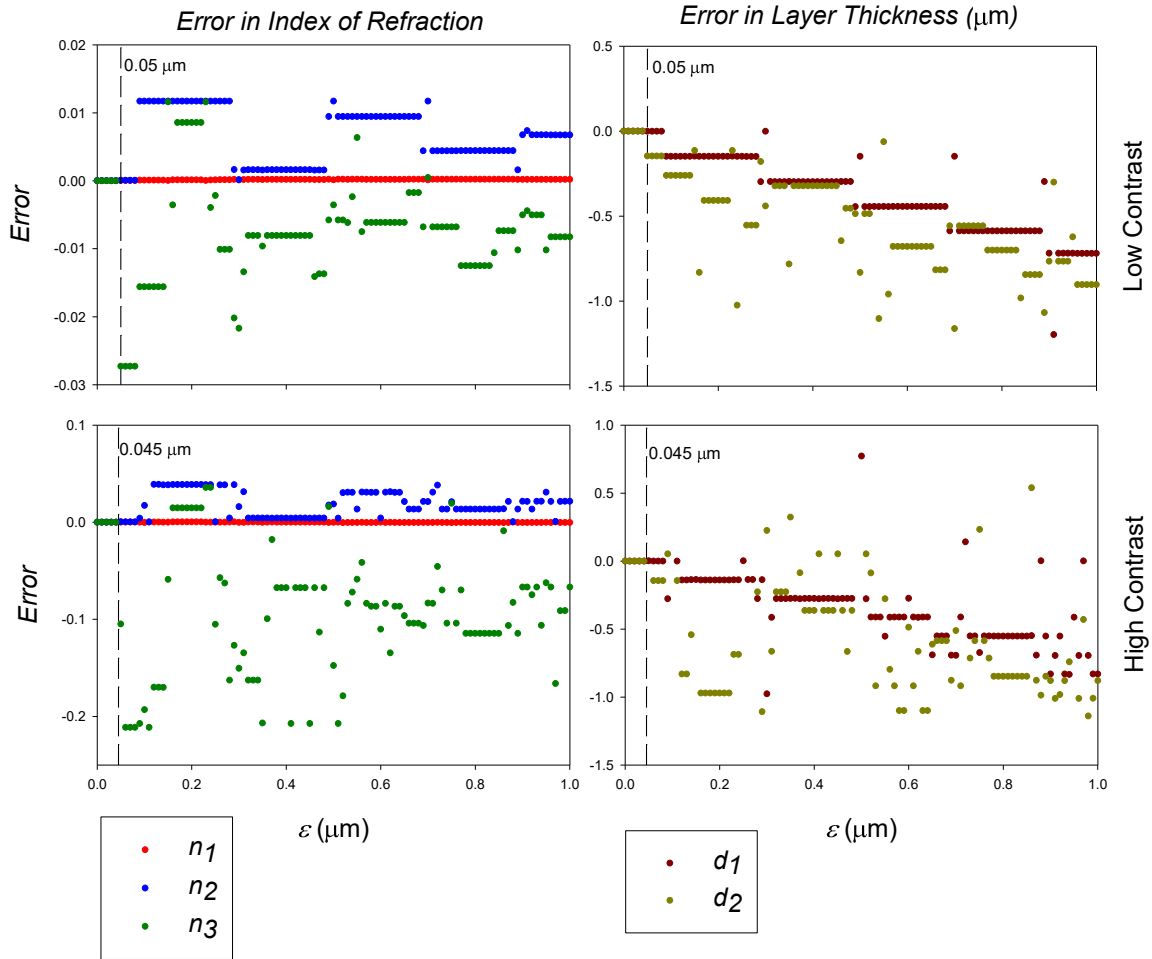 Error in Index of Refraction
Error in Layer Thickness (μm)
0.02
0.01
0.00
-0.01
-0.02
-0.03
Error
0.05 μm
0.5
0.0
-0.5
-1.0
-1.5
0.05 μm
Low Contrast
0.1
0.0
-0.1
-0.2
Error
0.045 μm
0.0
0.2
0.4
0.6
0.8
1.0
ε (μm)
1.0
0.5
0.0
-0.5
-1.0
-1.5
0.045 μm
0.0
0.2
0.4
0.6
0.8
1.0
ε (μm)
High Contrast
n1
n2
n3
d1
d2